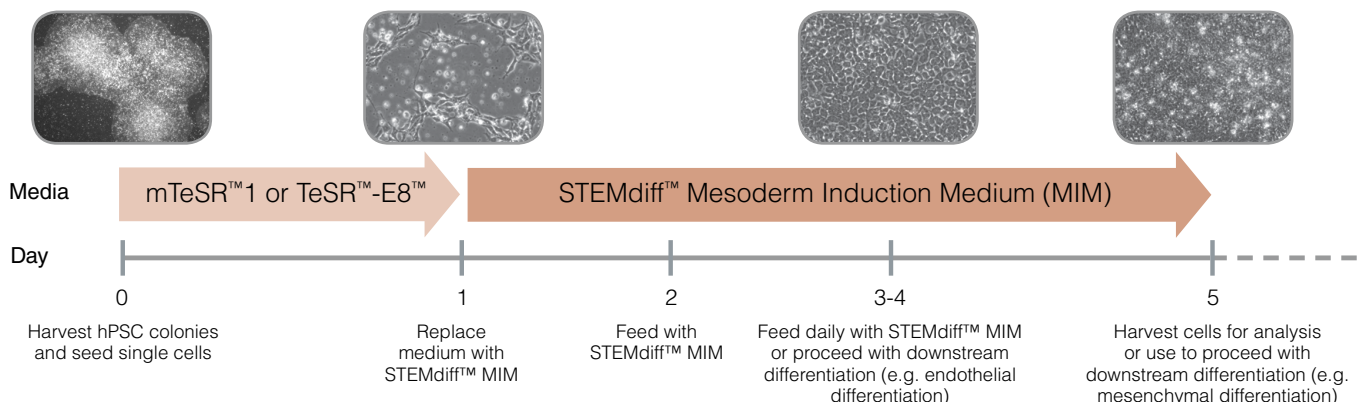 Media
mTeSR™1 or TeSR™-E8™
STEMdiff™ Mesoderm Induction Medium (MIM)
Day
0
1
2
3-4
5
Harvest hPSC colonies
and seed single cells
Replace
medium with
STEMdiff™ MIM
Feed with
STEMdiff™ MIM
Feed daily with STEMdiff™ MIM
or proceed with downstream
differentiation (e.g. endothelial
differentiation)
Harvest cells for analysis
or use to proceed with
downstream differentiation (e.g.
mesenchymal differentiation)